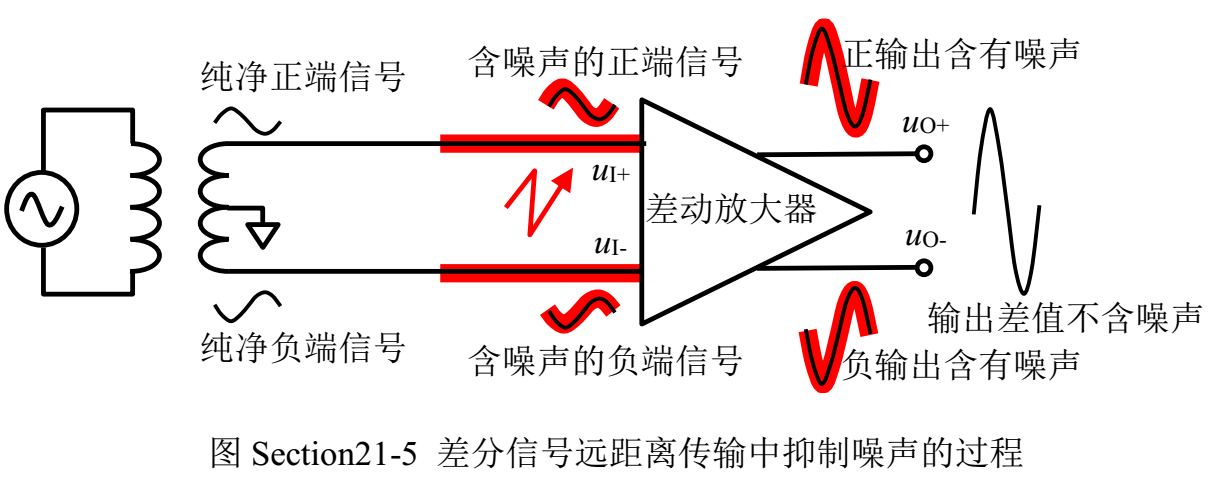 纯净正端信号
含噪声的正端信号
正输出含有噪声
uO+
uI+
差动放大器
uI-
uO-
输出差值不含噪声
纯净负端信号
含噪声的负端信号
负输出含有噪声
图 Section21-5 差分信号远距离传输中抑制噪声的过程